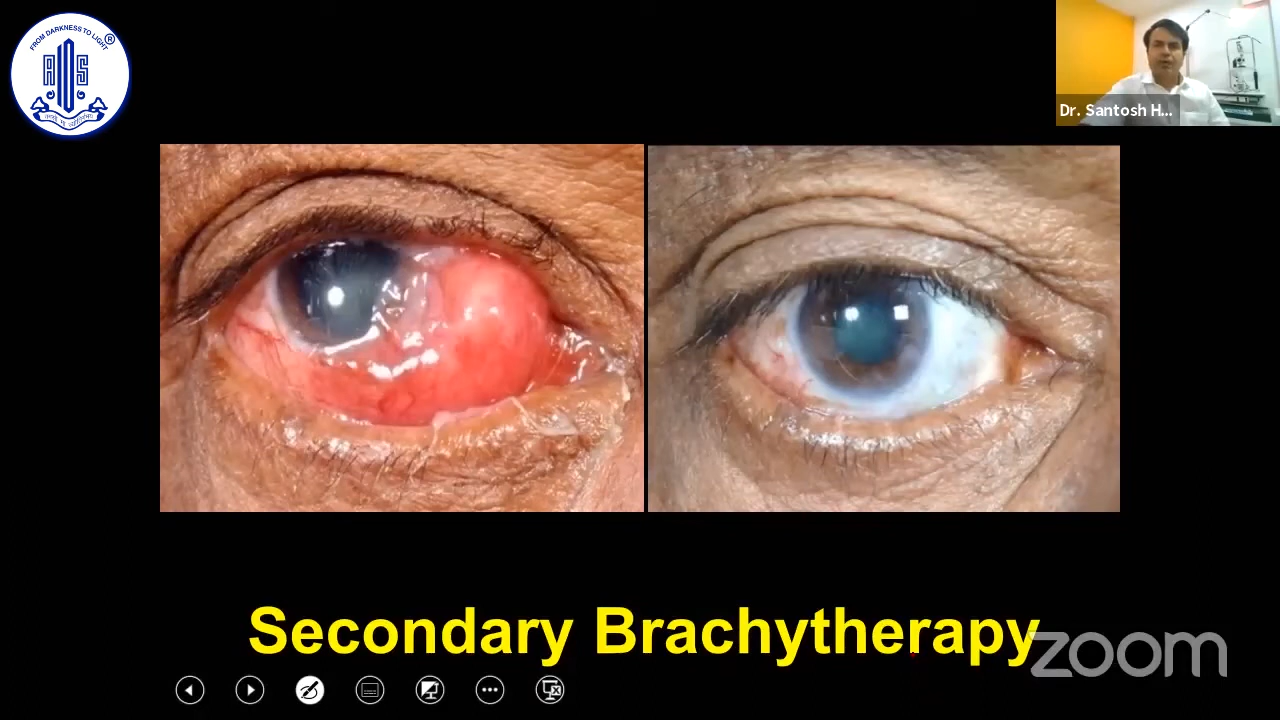 FROM DARKNESS TO LIGHT
AIOS
Dr. Santosh H...
Secondary Brachytherapy
zoom